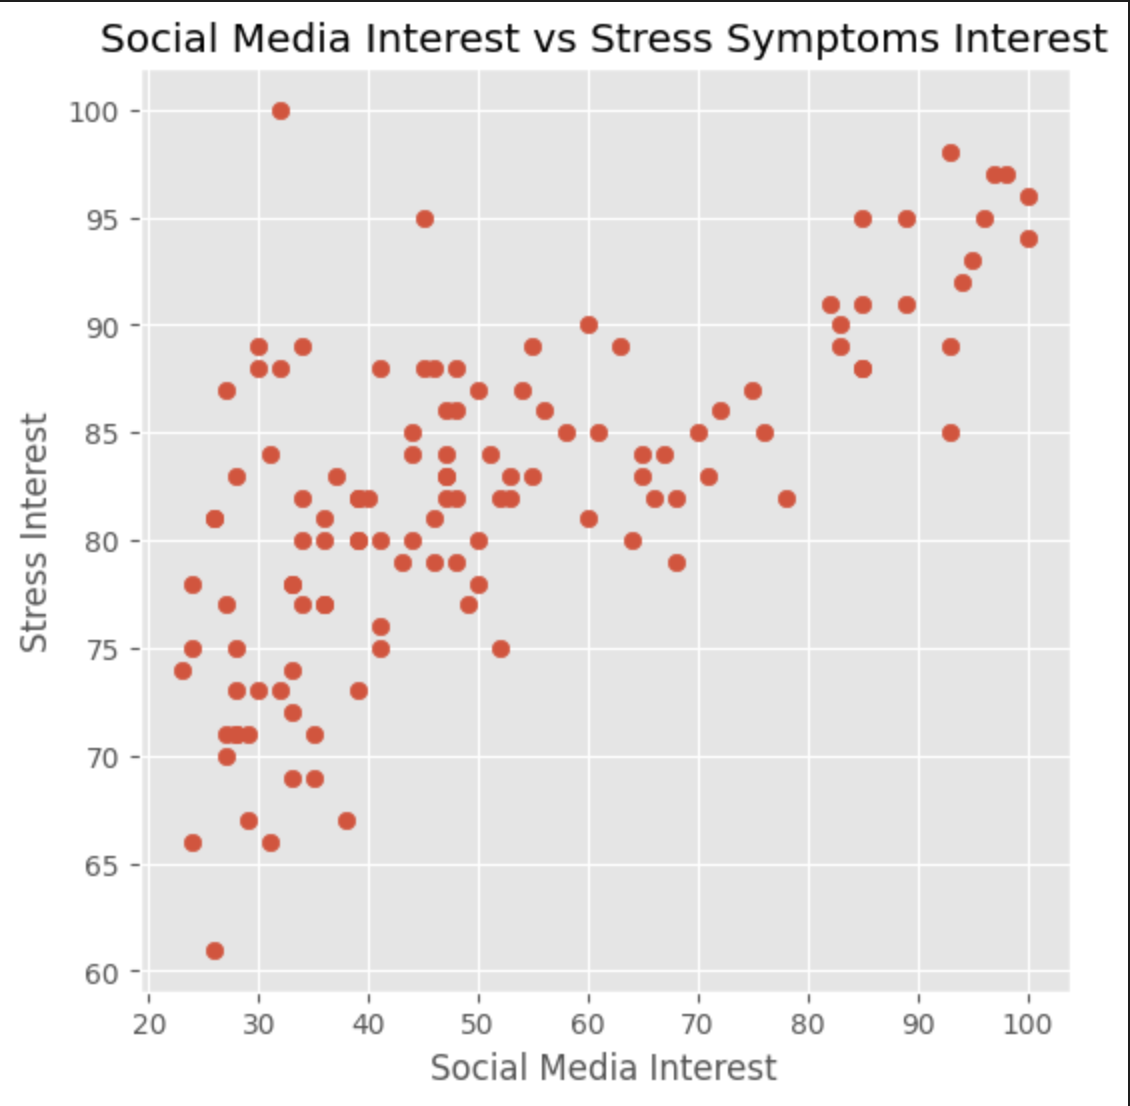 Social Media Interest vs Stress Symptoms Interest
100
95
90
85
80
75
70
65
60
Stress Interest
20 30 40 50 60 70 80 90 100
Social Media Interest